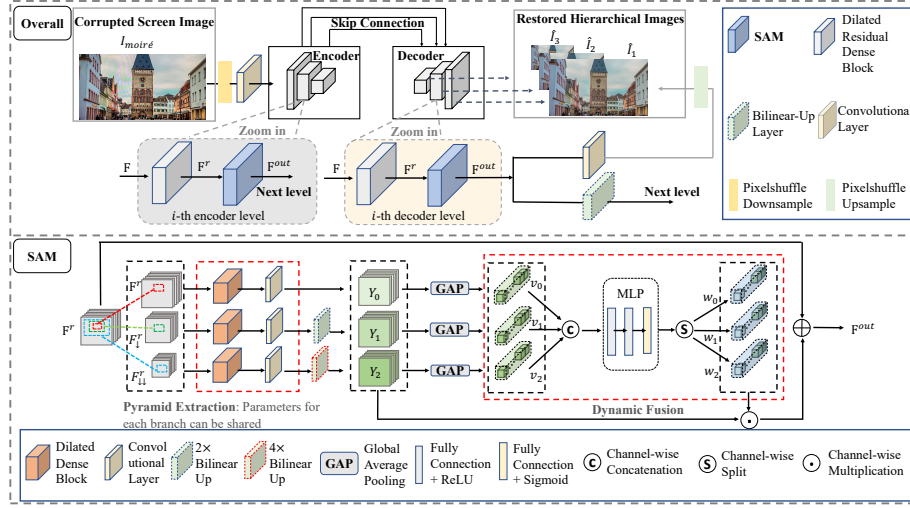 Overall
Corrupted Screen Image
I_moiré
Skip Connection
Encoder
Decoder
Restored Hierarchical Images
Î_3
Î_2
Î_1
SAM
Dilated
Residual
Dense
Block
Bilinear-Up
Layer
Convolutional
Layer
Pixelshuffle
Downsample
Pixelshuffle
Upsample
Zoom in
Zoom in
F
F^r
F^out
Next level
i-th encoder level
F
F^r
F^out
i-th decoder level
Next level
SAM
F^r
F^r
F^r_↓
F^r_↓↓
Y_0
Y_1
Y_2
GAP
GAP
GAP
v_0
v_1
v_2
C
MLP
S
w_0
w_1
w_2
F^out
Pyramid Extraction: Parameters for
each branch can be shared
Dynamic Fusion
Dilated
Dense
Block
Convol
utional
Layer
2×
Bilinear
Up
4×
Bilinear
Up
GAP
Global
Average
Pooling
Fully
Connection
+ ReLU
Fully
Connection
+ Sigmoid
C
Channel-wise
Concatenation
S
Channel-wise
Split
Channel-wise
Multiplication